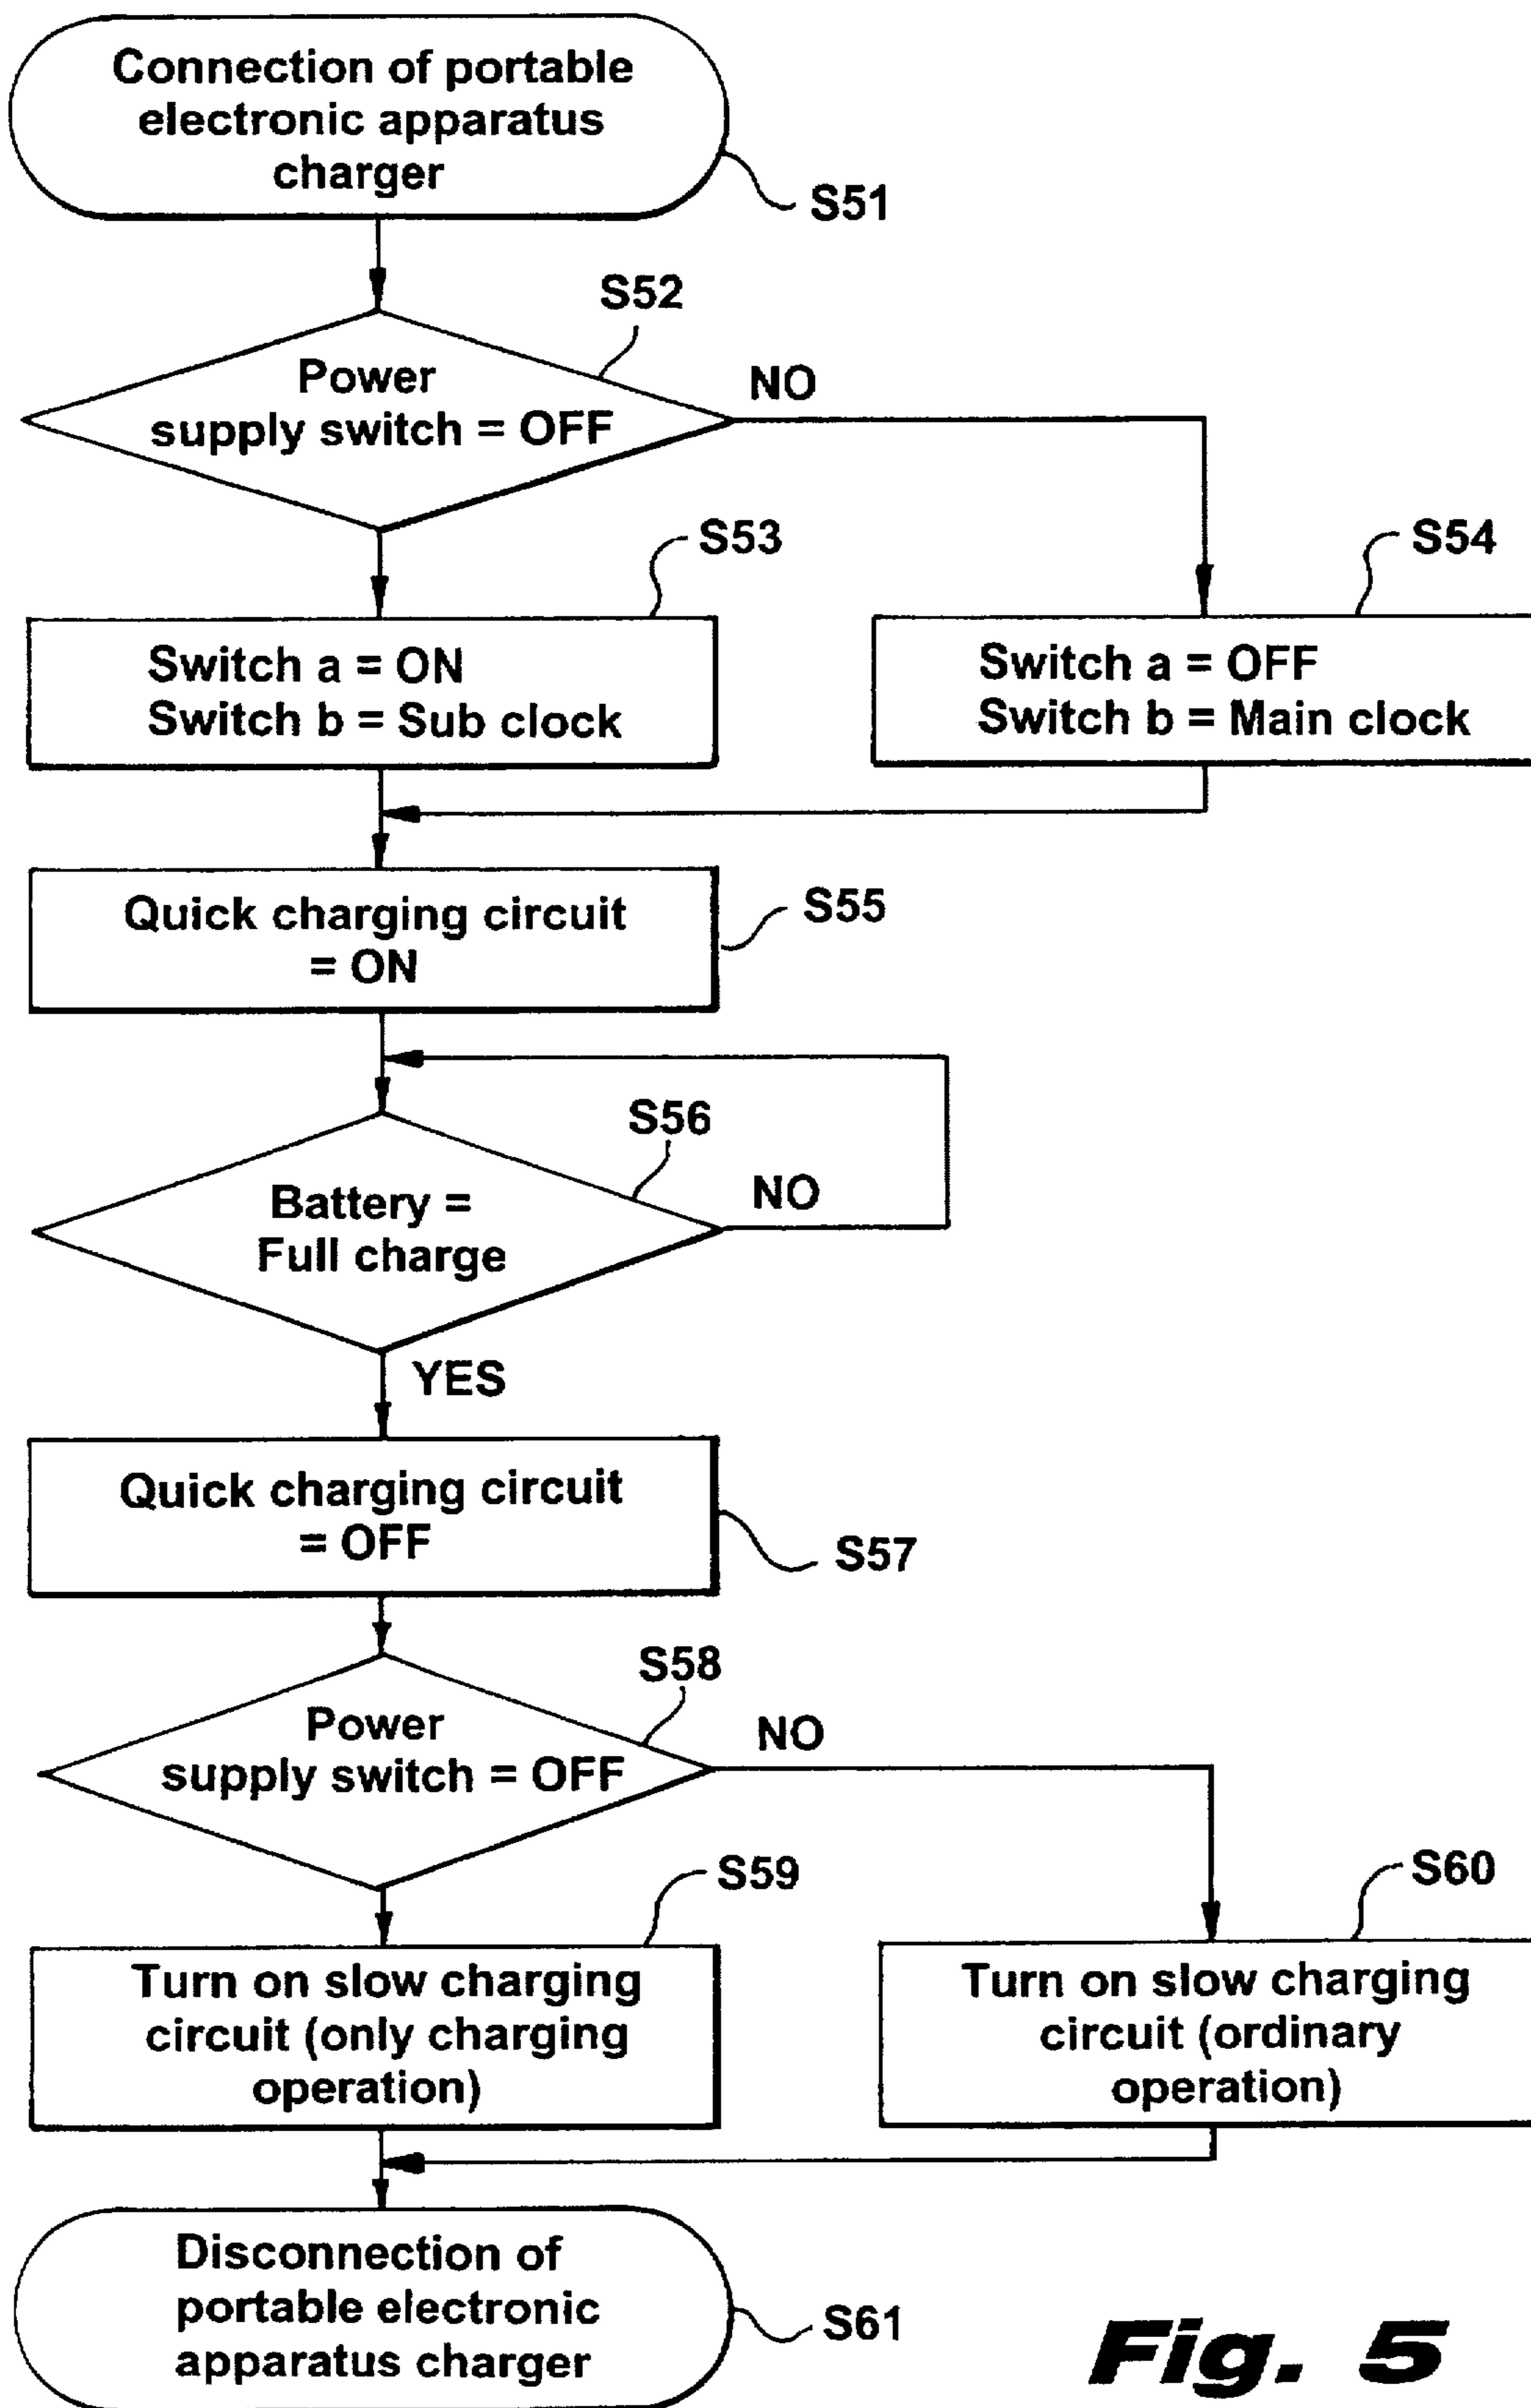 Connection of portable
electronic apparatus
charger
S51
S52
Power
supply switch = OFF
NO
S53
S54
Switch a = ON
Switch b = Sub clock
Switch a = OFF
Switch b = Main clock
Quick charging circuit
= ON
S55
S56
Battery =
Full charge
NO
YES
Quick charging circuit
= OFF
S57
S58
Power
supply switch = OFF
NO
S59
S60
Turn on slow charging
circuit (only charging
operation)
Turn on slow charging
circuit (ordinary
operation)
Disconnection of
portable electronic
apparatus charger
S61
Fig. 5